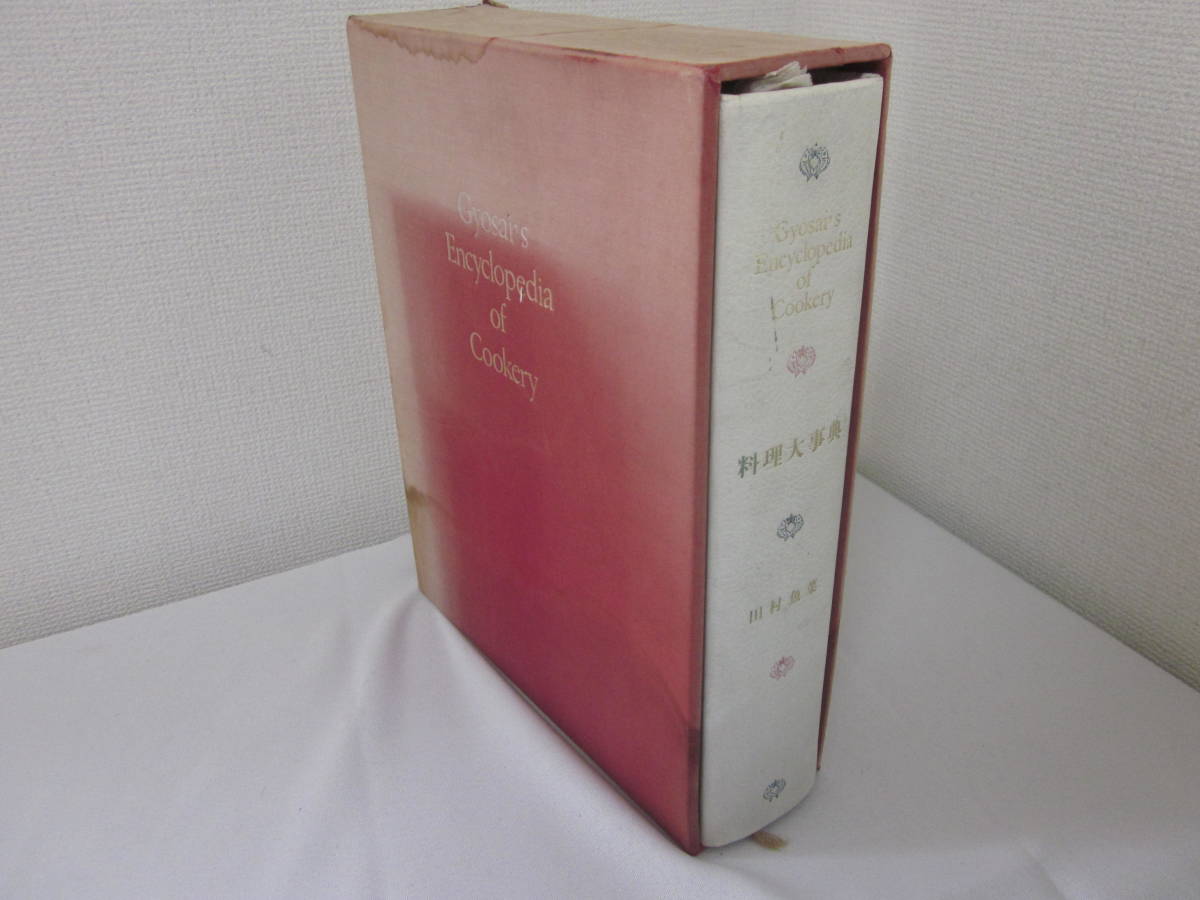 Gyosai's
Encyclopedia
of
Cookery
Gyosai's
Encyclopedia
of
Cookery
料理大事典
田村魚菜